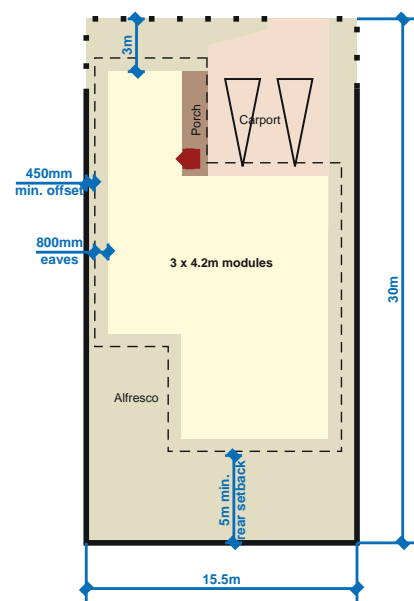 3m
Porch
Carport
450mm
min. offset
800mm
eaves
3 x 4.2m modules
30m
Alfresco
5m min.
rear setback
15.5m